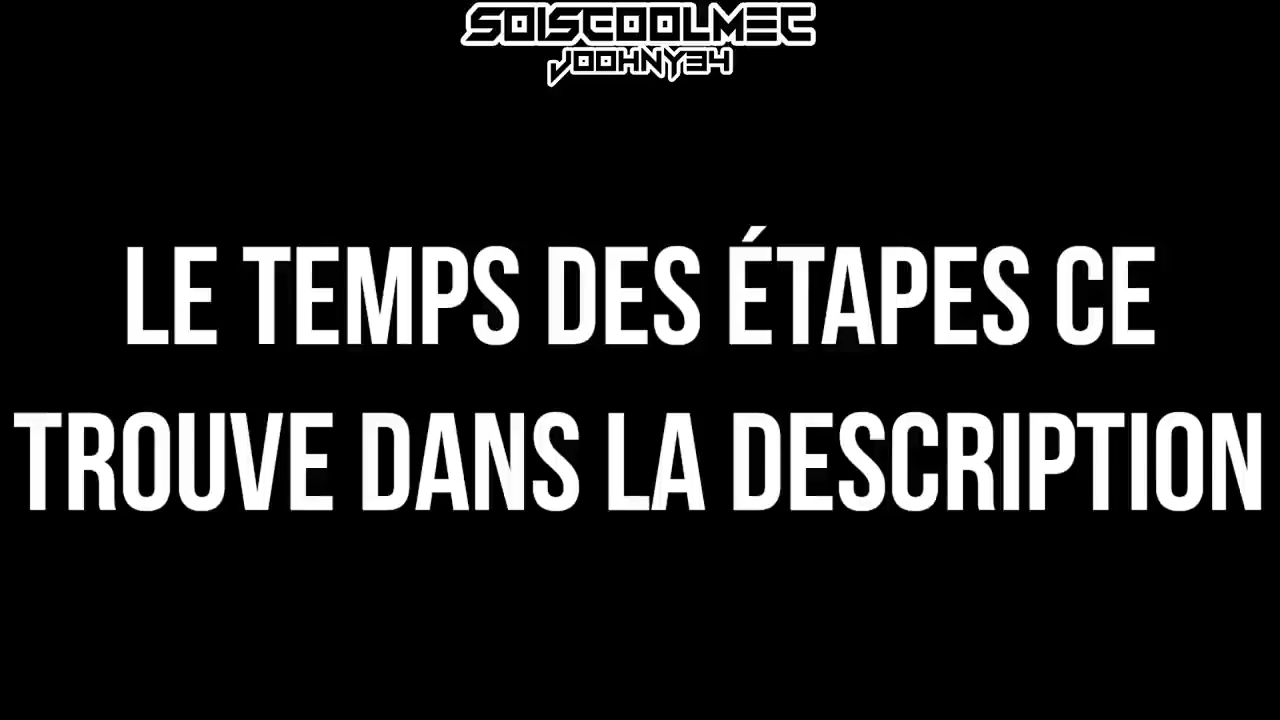 SOISCOOLMEC
JOOHNY34
LE TEMPS DES ÉTAPES CE
TROUVE DANS LA DESCRIPTION